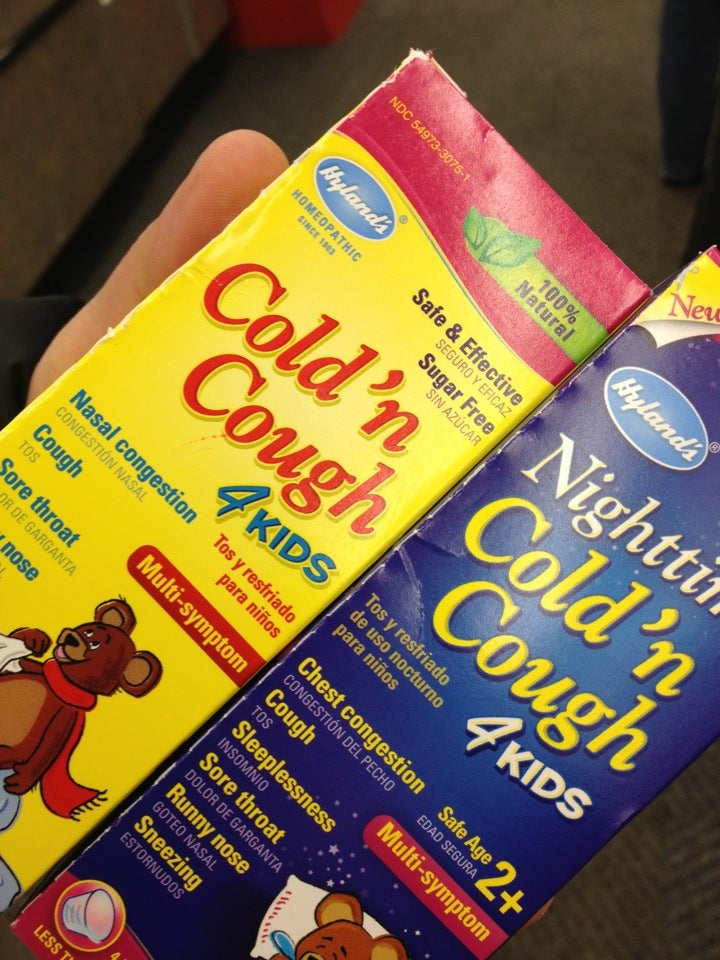 NDC 54973-3075-1
Hyland's®
HOMEOPATHIC
SINCE 1903
100%
Natural
Safe & Effective
SEGURO Y EFICAZ
Sugar Free
SIN AZÚCAR
Cold 'n
Cough
4 KIDS
Tos y resfriado
para niños
Multi-symptom
Nasal congestion
CONGESTIÓN NASAL
Cough
TOS
Sore throat
DE GARGANTA
nose
New
Hyland's®
Cold 'n
Cough
4 KIDS
Tos y resfriado
de uso nocturno
para niños
Chest congestion
CONGESTIÓN DEL PECHO
Cough
TOS
Sleeplessness
INSOMNIO
Sore throat
DOLOR DE GARGANTA
Runny nose
GOTEO NASAL
Sneezing
ESTORNUDOS
Safe Age
EDAD SEGURA
2+
Multi-symptom
LESS